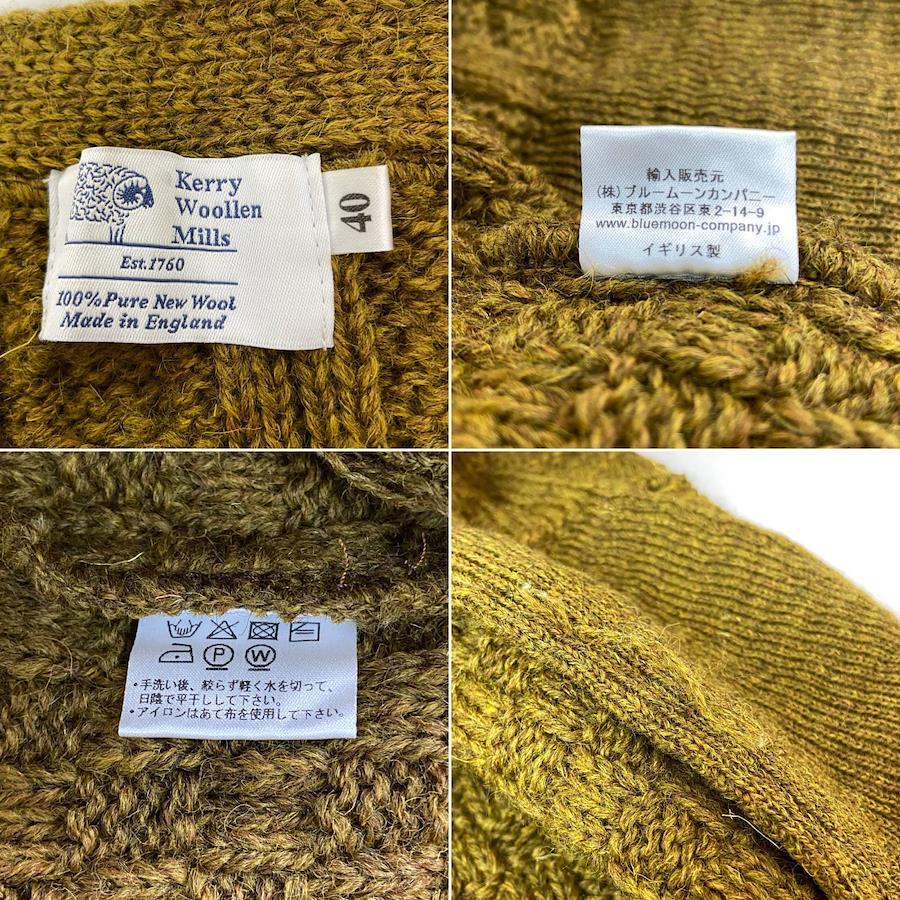 Kerry
Woollen
Mills
Est.1760
100% Pure New Wool
Made in England
40
輸入販売元
(株)ブルームーンカンパニー
東京都渋谷区東2-14-9
www.bluemoon-company.jp
イギリス製
P W
・手洗い後、絞らず軽く水を切って、
日陰で平干しして下さい。
・アイロンはあて布を使用して下さい。